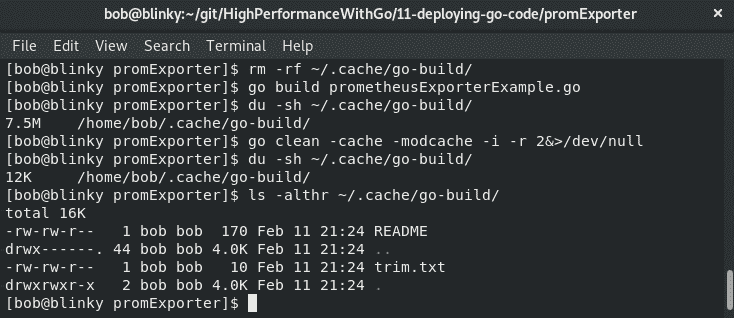 bob@blinky:~/git/HighPerformanceWithGo/11-deploying-go-code/promExporter ×
File Edit View Search Terminal Help
[bob@blinky promExporter]$ rm -rf ~/.cache/go-build/
[bob@blinky promExporter]$ go build prometheusExporterExample.go
[bob@blinky promExporter]$ du -sh ~/.cache/go-build/
7.5M    /home/bob/.cache/go-build/
[bob@blinky promExporter]$ go clean -cache -modcache -i -r 2&>/dev/null
[bob@blinky promExporter]$ du -sh ~/.cache/go-build/
12K     /home/bob/.cache/go-build/
[bob@blinky promExporter]$ ls -althr ~/.cache/go-build/
total 16K
-rw-rw-r--   1 bob bob  170 Feb 11 21:24 README
drwx------. 44 bob bob 4.0K Feb 11 21:24 ..
-rw-rw-r--   1 bob bob   10 Feb 11 21:24 trim.txt
drwxrwxr-x   2 bob bob 4.0K Feb 11 21:24 .
[bob@blinky promExporter]$